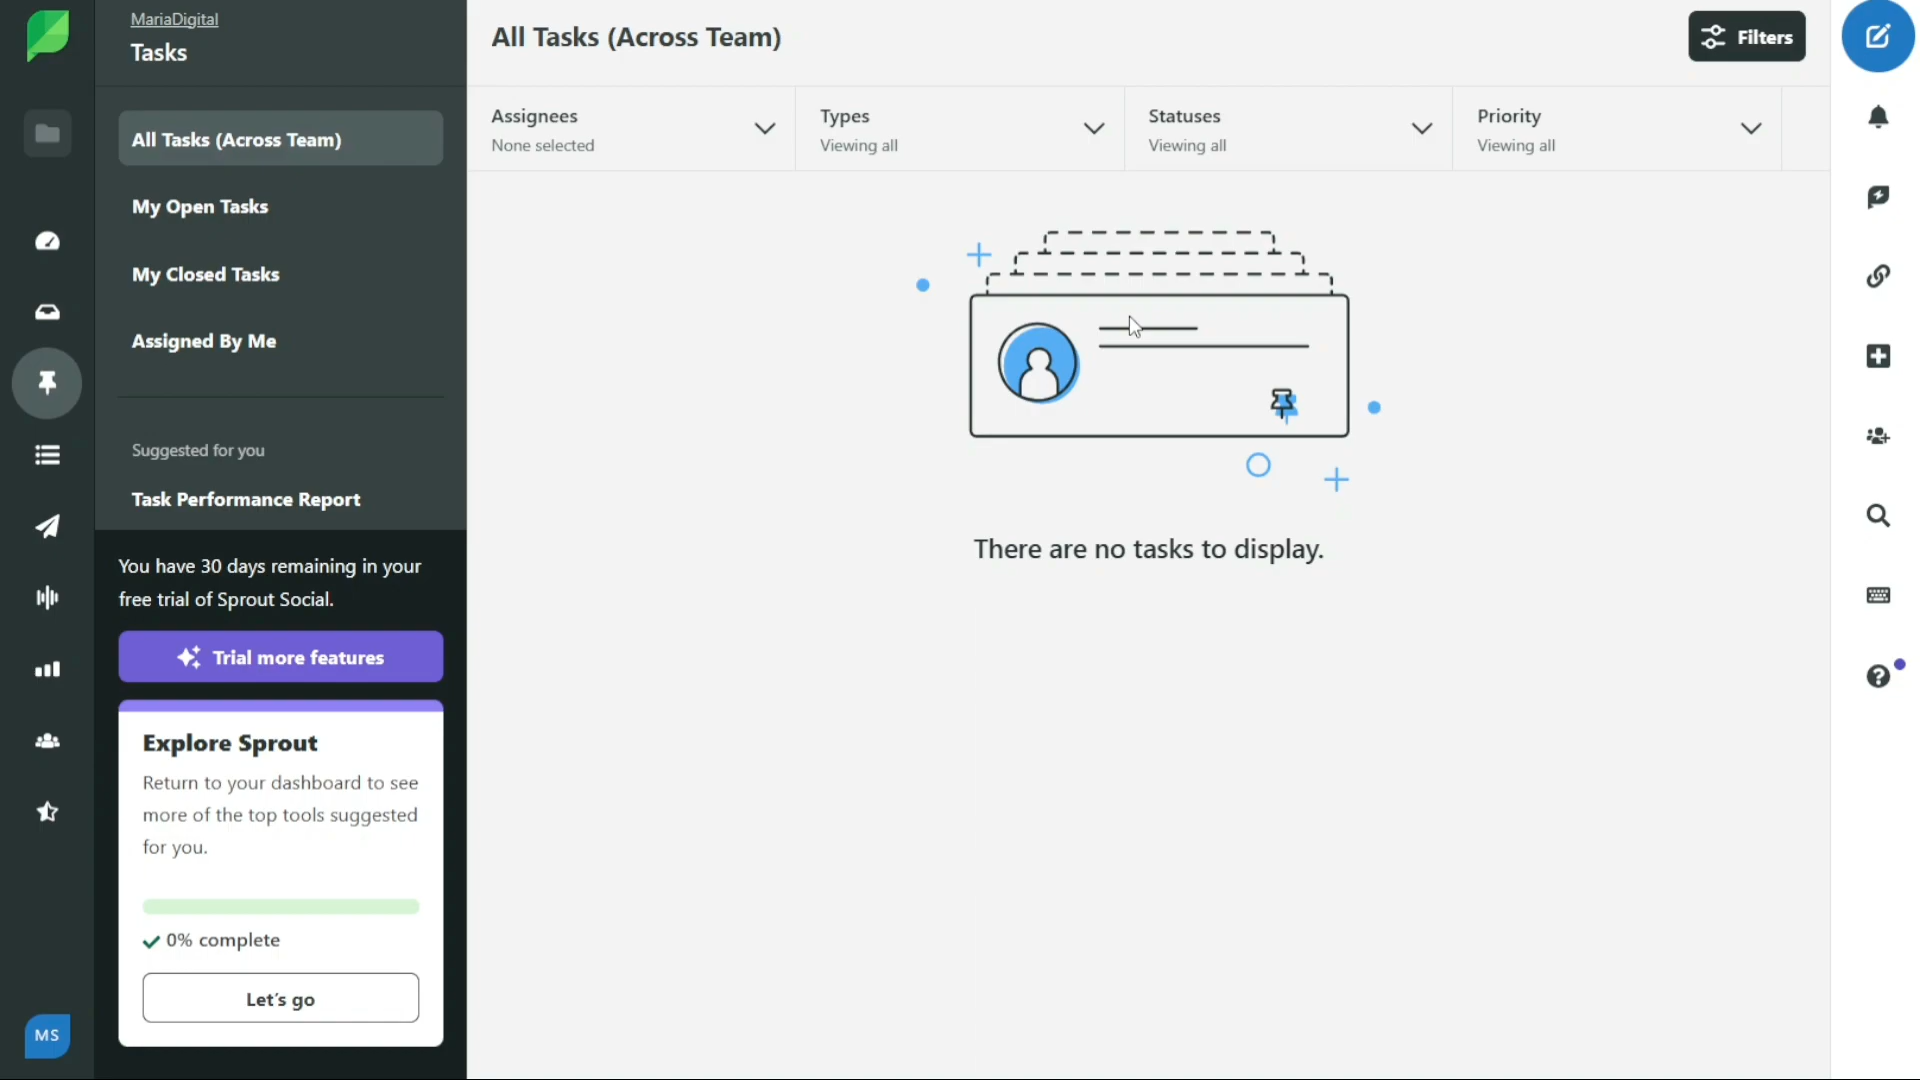 MariaDigital
Tasks
All Tasks (Across Team)
My Open Tasks
My Closed Tasks
Assigned By Me
Suggested for you
Task Performance Report
You have 30 days remaining in your
free trial of Sprout Social.
Trial more features
Explore Sprout
Return to your dashboard to see
more of the top tools suggested
for you.
0% complete
Let's go
MS
All Tasks (Across Team)
Filters
Assignees
None selected
Types
Viewing all
Statuses
Viewing all
Priority
Viewing all
There are no tasks to display.